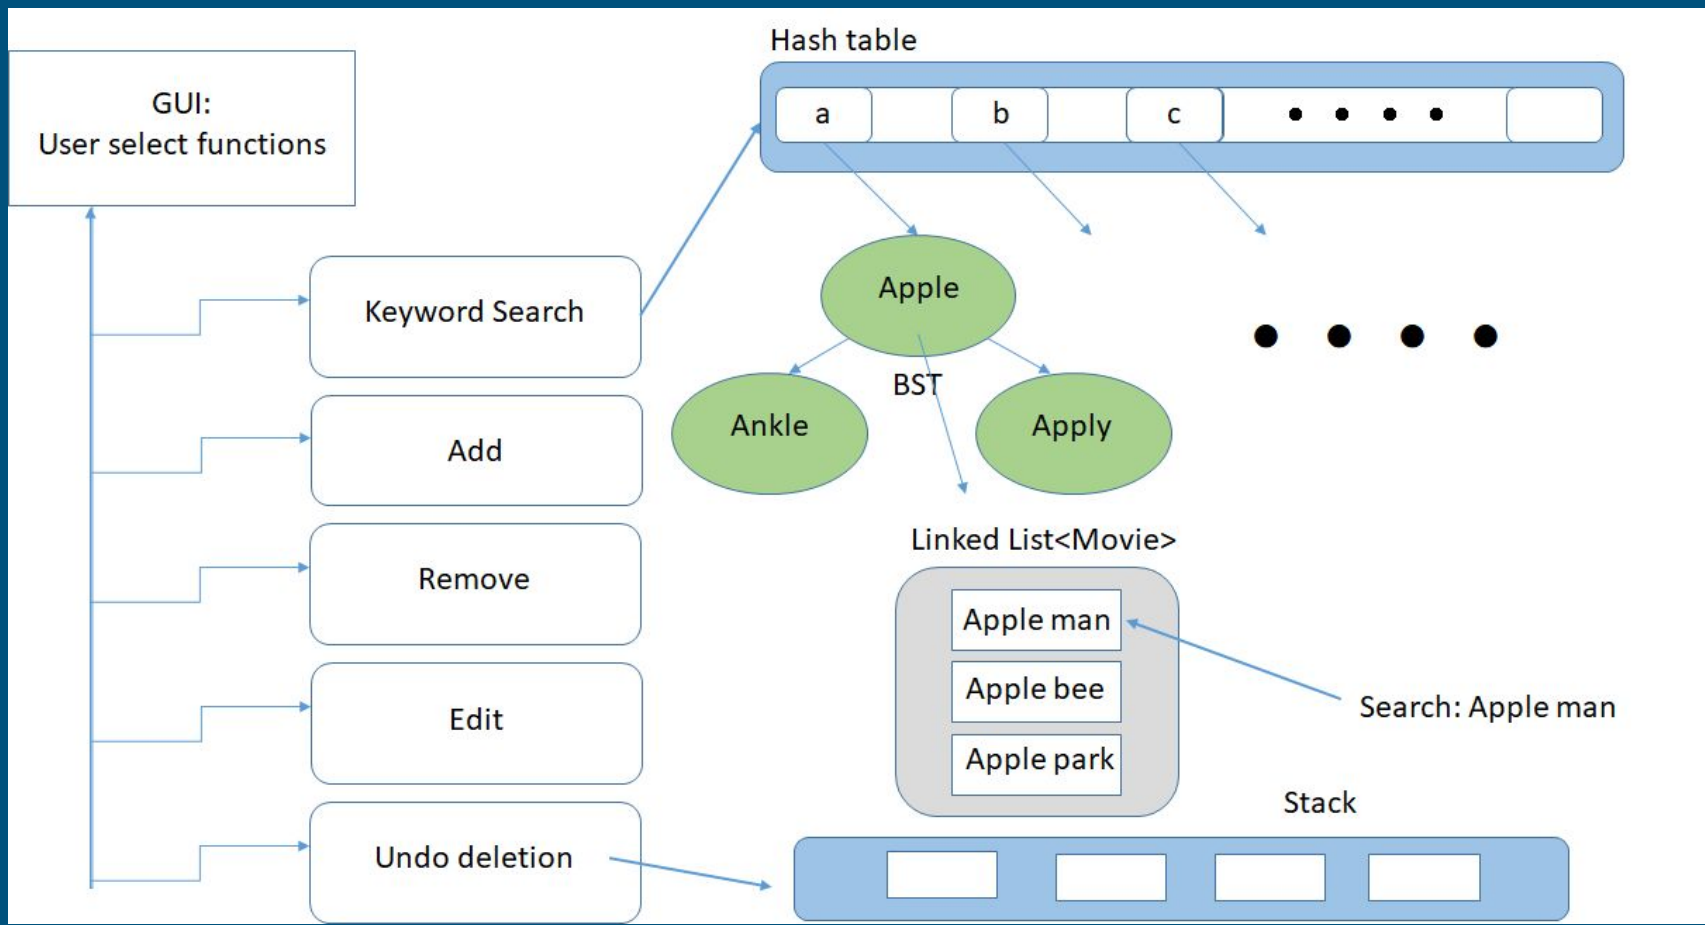 Hash table
GUI:
User select functions
a
b
c
Keyword Search
Apple
BST
Ankle
Apply
Add
Linked List<Movie>
Remove
Apple man
Apple bee
Apple park
Search: Apple man
Edit
Stack
Undo deletion